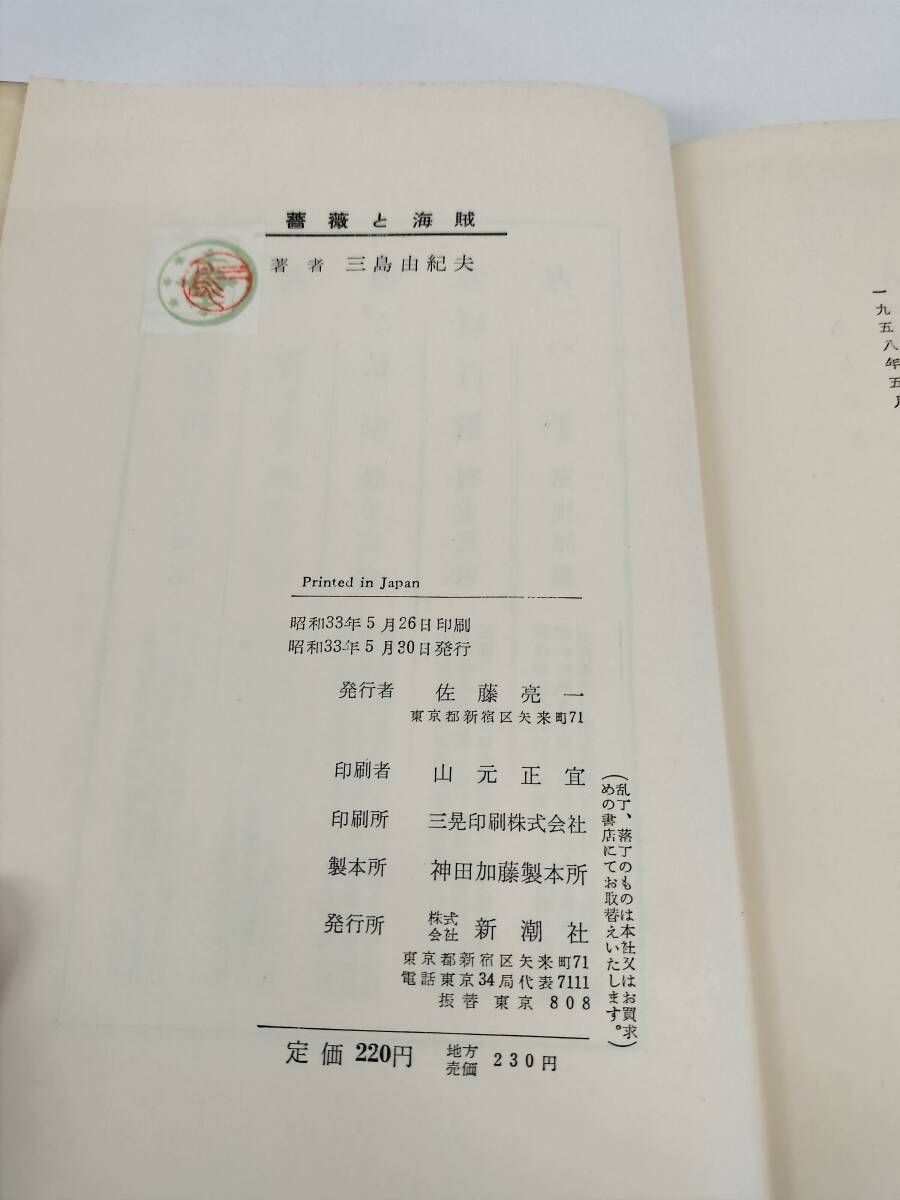 薔薇と海賊
著者 三島由紀夫
Printed in Japan
昭和33年5月26日印刷
昭和33年5月30日発行
発行者 佐藤亮一
東京都新宿区矢来町71
印刷者 山元正宜
印刷所 三晃印刷株式会社
製本所 神田加藤製本所
発行所 株式会社 新潮社
東京都新宿区矢来町71
電話東京34局代表7111
振替 東京 808
定価 220円 地方売価 230円
(乱丁、落丁のものは本社又はお買求
めの書店にてお取替えいたします。)
一九五八年五月